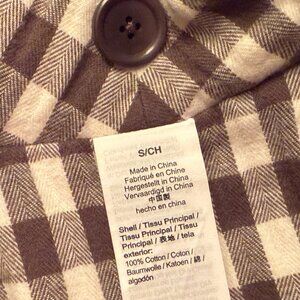 S/CH
Made in China
Fabriqué en Chine
Hergestellt in China
Vervaardigd in China
中国製
hecho en china
Shell / Tissu Principal /
Tissu Principal / Tissu
Principal / 表地 / tela
exterior:
100% Cotton / Coton /
Baumwolle / Katoen / 綿 /
algodón